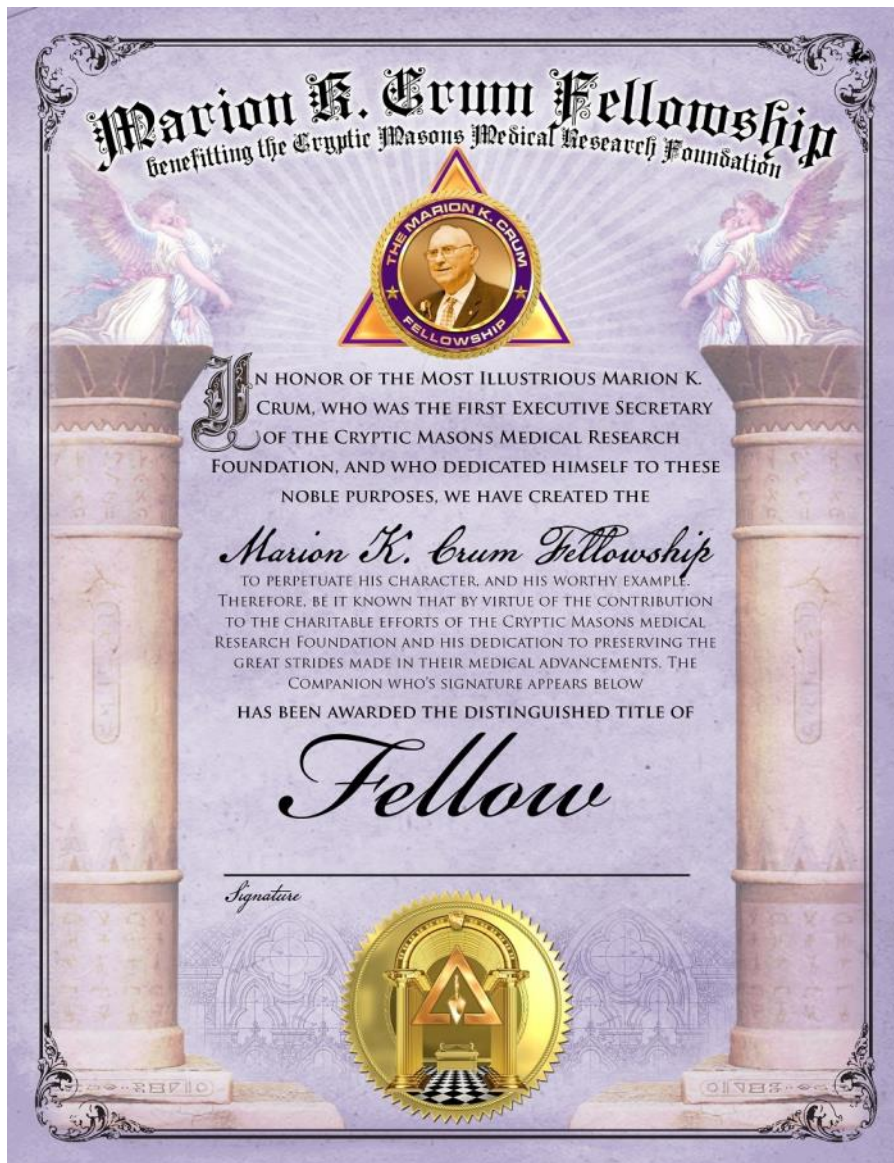 Marion K. Crum Fellowship
benefitting the Cryptic Masons Medical Research Foundation
THE MARION K. CRUM
FELLOWSHIP
IN HONOR OF THE MOST ILLUSTRIOUS MARION K.
CRUM, WHO WAS THE FIRST EXECUTIVE SECRETARY
OF THE CRYPTIC MASONS MEDICAL RESEARCH
FOUNDATION, AND WHO DEDICATED HIMSELF TO THESE
NOBLE PURPOSES, WE HAVE CREATED THE
Marion K. Crum Fellowship
TO PERPETUATE HIS CHARACTER, AND HIS WORTHY EXAMPLE.
THEREFORE, BE IT KNOWN THAT BY VIRTUE OF THE CONTRIBUTION
TO THE CHARITABLE EFFORTS OF THE CRYPTIC MASONS MEDICAL
RESEARCH FOUNDATION AND HIS DEDICATION TO PRESERVING THE
GREAT STRIDES MADE IN THEIR MEDICAL ADVANCEMENTS, THE
COMPANION WHO'S SIGNATURE APPEARS BELOW
HAS BEEN AWARDED THE DISTINGUISHED TITLE OF
Fellow
Signature